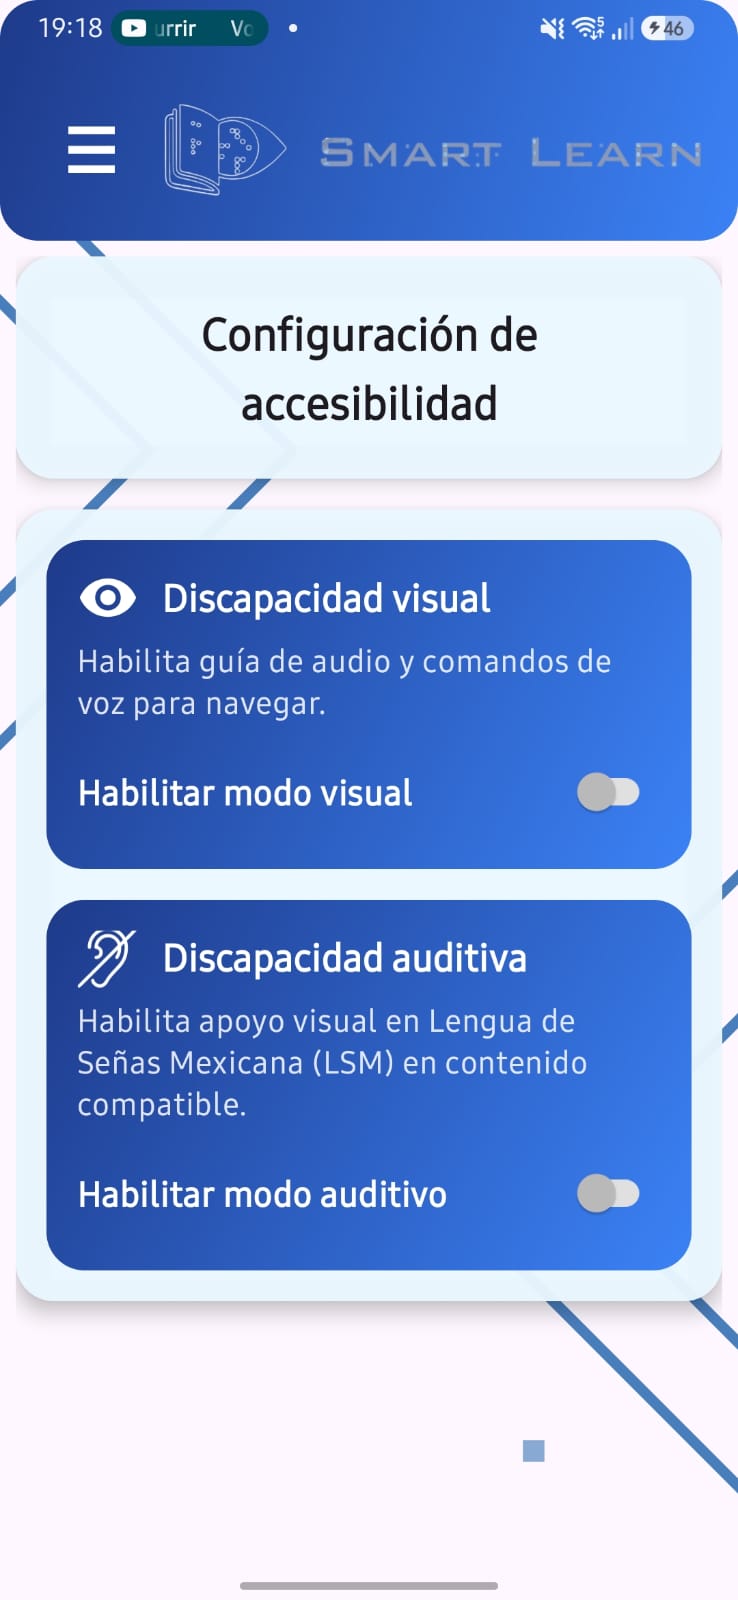 19:18 urrir Vo 46
SMART LEARN
Configuración de
accesibilidad
Discapacidad visual
Habilita guía de audio y comandos de
voz para navegar.
Habilitar modo visual
Discapacidad auditiva
Habilita apoyo visual en Lengua de
Señas Mexicana (LSM) en contenido
compatible.
Habilitar modo auditivo